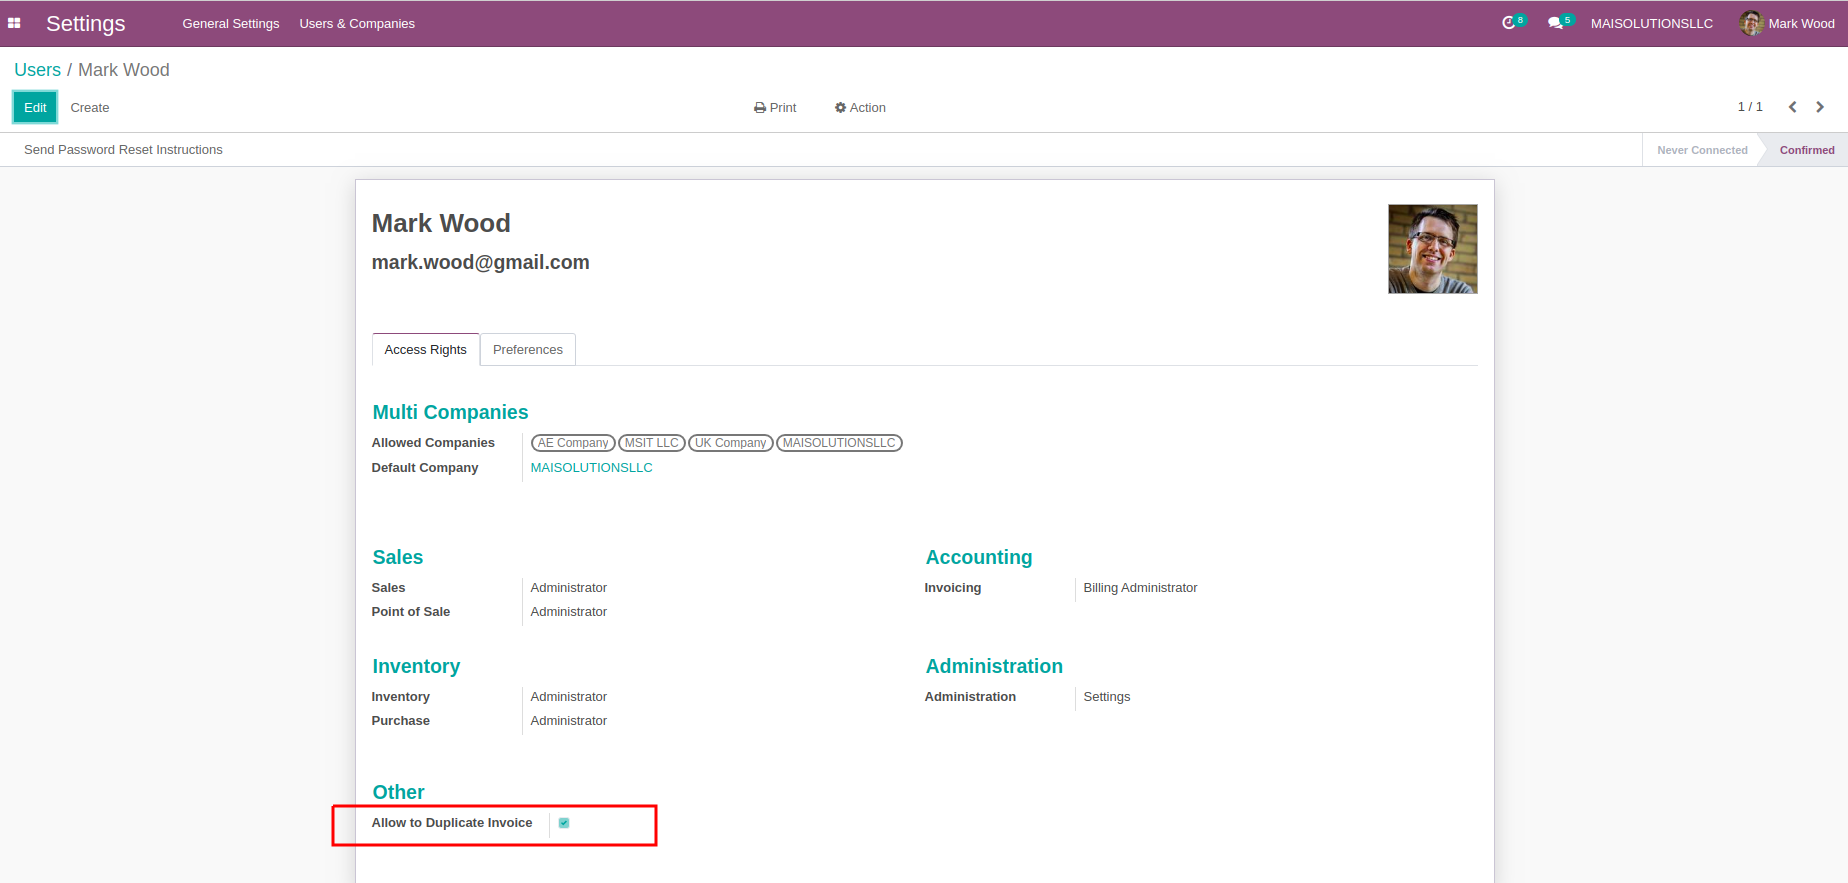 Settings General Settings Users & Companies 8 5 MAISOLUTIONSLLC Mark Wood
Users / Mark Wood
Edit Create Print Action 1 / 1
Send Password Reset Instructions Never Connected Confirmed
Mark Wood
mark.wood@gmail.com
Access Rights Preferences
Multi Companies
Allowed Companies AE Company MSIT LLC UK Company MAISOLUTIONSLLC
Default Company MAISOLUTIONSLLC
Sales Accounting
Sales Administrator Invoicing Billing Administrator
Point of Sale Administrator
Inventory Administration
Inventory Administrator Administration Settings
Purchase Administrator
Other
Allow to Duplicate Invoice